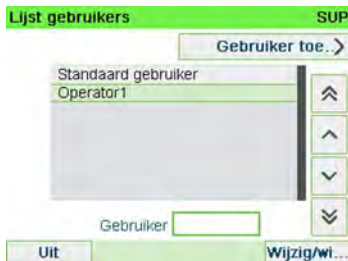 Lijst gebruikers SUP
Gebruiker toe..
Standaard gebruiker
Operator1
Gebruiker
Uit Wijzig/wi...